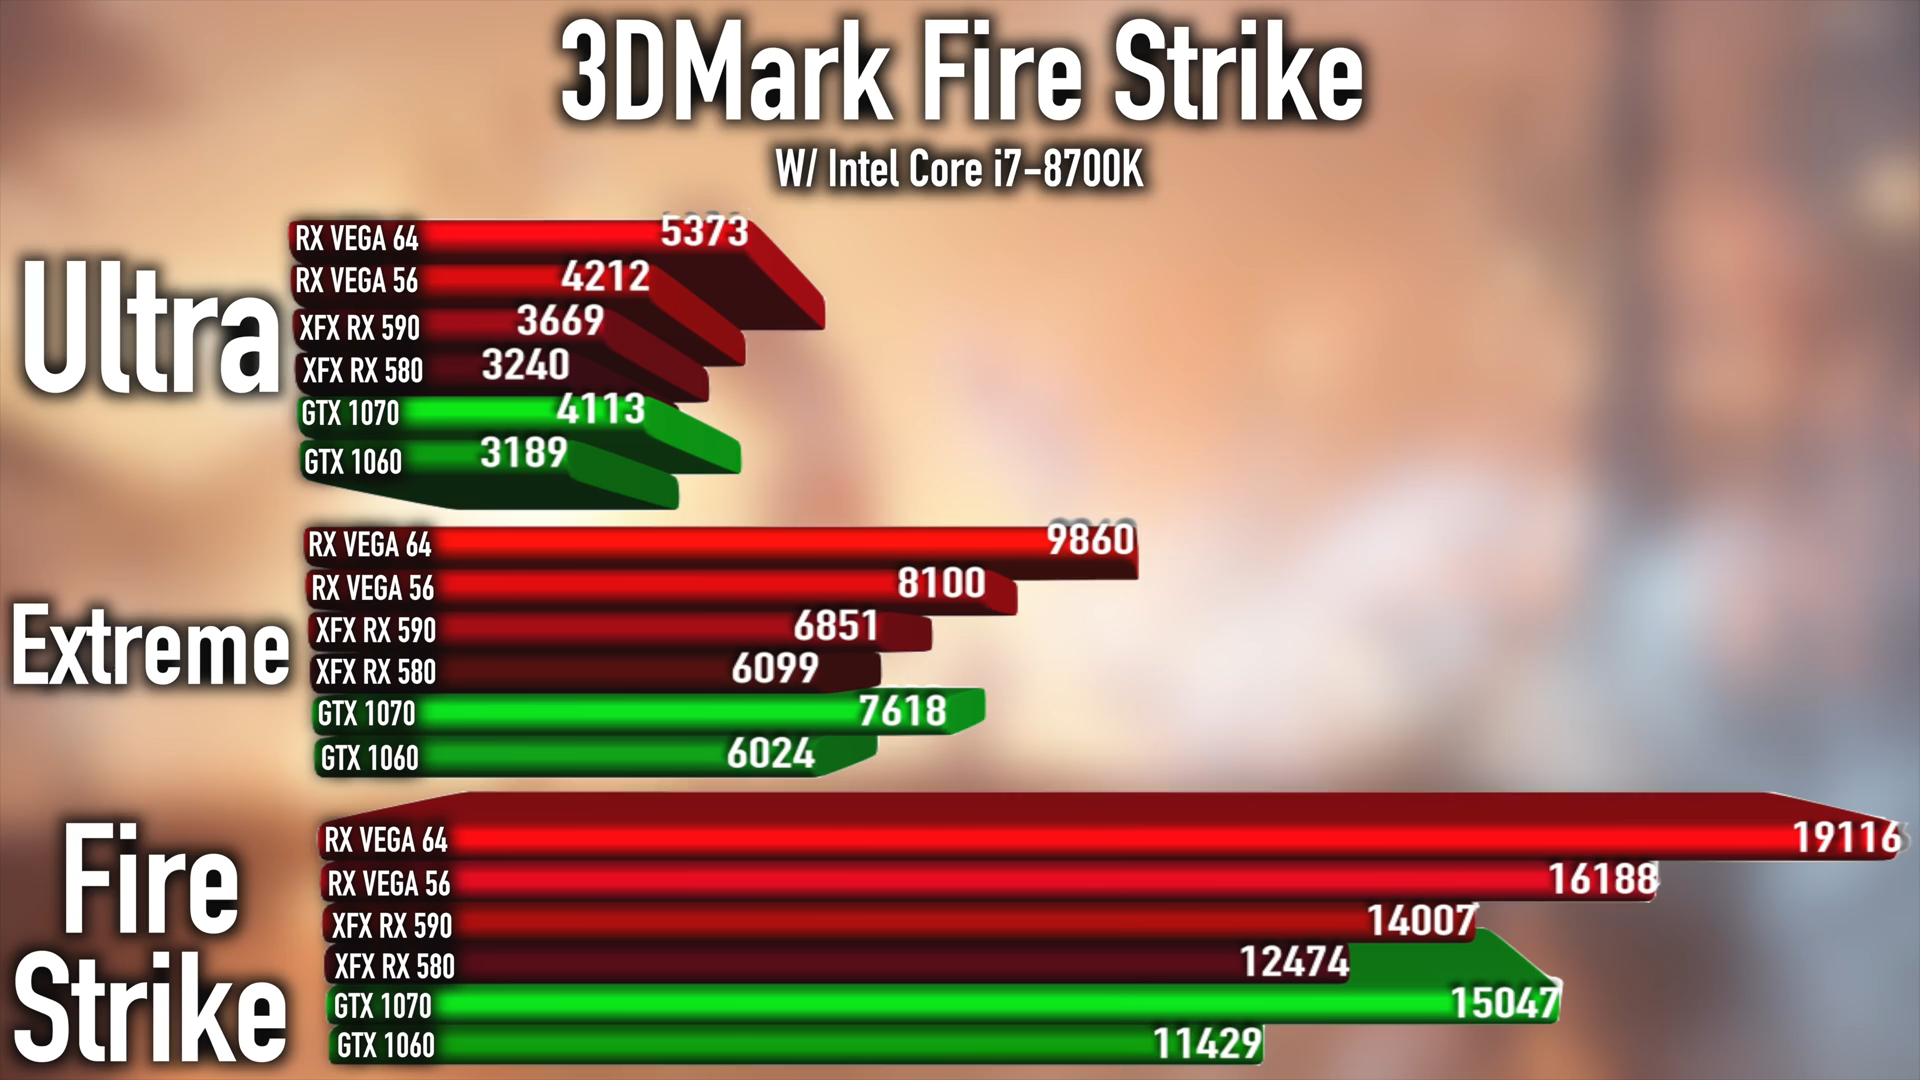 3DMark Fire Strike
W/ Intel Core i7-8700K
Ultra
RX VEGA 64 5373
RX VEGA 56 4212
XFX RX 590 3669
XFX RX 580 3240
GTX 1070 4113
GTX 1060 3189
Extreme
RX VEGA 64 9860
RX VEGA 56 8100
XFX RX 590 6851
XFX RX 580 6099
GTX 1070 7618
GTX 1060 6024
Fire
Strike
RX VEGA 64 19116
RX VEGA 56 16188
XFX RX 590 14007
XFX RX 580 12474
GTX 1070 15047
GTX 1060 11429